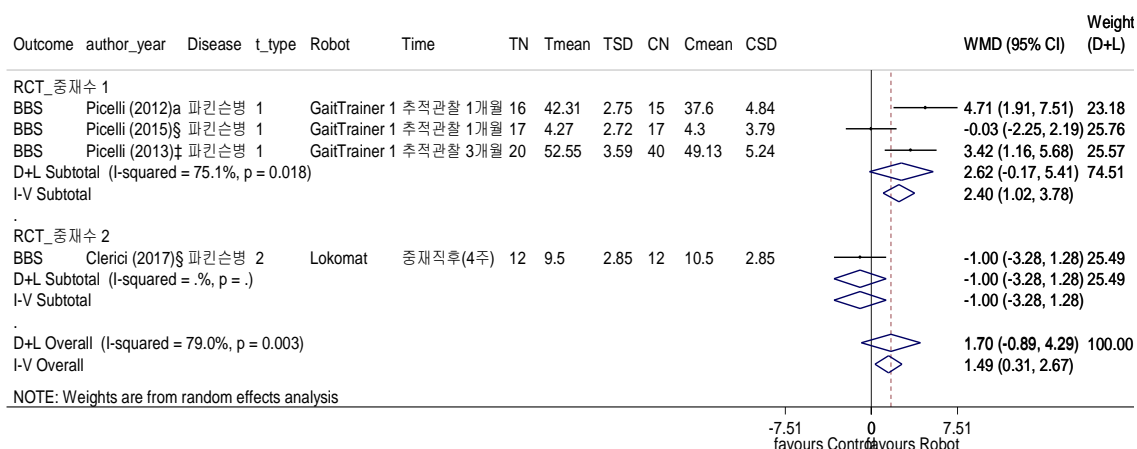 Weight
Outcome author_year Disease t_type Robot Time TN Tmean TSD CN Cmean CSD WMD (95% CI) (D+L)
RCT_중재수 1
BBS Picelli (2012)a 파킨슨병 1 GaitTrainer 1 추적관찰 1개월 16 42.31 2.75 15 37.6 4.84 4.71 (1.91, 7.51) 23.18
BBS Picelli (2015)§ 파킨슨병 1 GaitTrainer 1 추적관찰 1개월 17 4.27 2.72 17 4.3 3.79 -0.03 (-2.25, 2.19) 25.76
BBS Picelli (2013)‡ 파킨슨병 1 GaitTrainer 1 추적관찰 3개월 20 52.55 3.59 40 49.13 5.24 3.42 (1.16, 5.68) 25.57
D+L Subtotal (I-squared = 75.1%, p = 0.018) 2.62 (-0.17, 5.41) 74.51
I-V Subtotal 2.40 (1.02, 3.78)
.
RCT_중재수 2
BBS Clerici (2017)§ 파킨슨병 2 Lokomat 중재직후(4주) 12 9.5 2.85 12 10.5 2.85 -1.00 (-3.28, 1.28) 25.49
D+L Subtotal (I-squared = .%, p = .) -1.00 (-3.28, 1.28) 25.49
I-V Subtotal -1.00 (-3.28, 1.28)
.
D+L Overall (I-squared = 79.0%, p = 0.003) 1.70 (-0.89, 4.29) 100.00
I-V Overall 1.49 (0.31, 2.67)
NOTE: Weights are from random effects analysis
-7.51 0 7.51
favours Control favours Robot